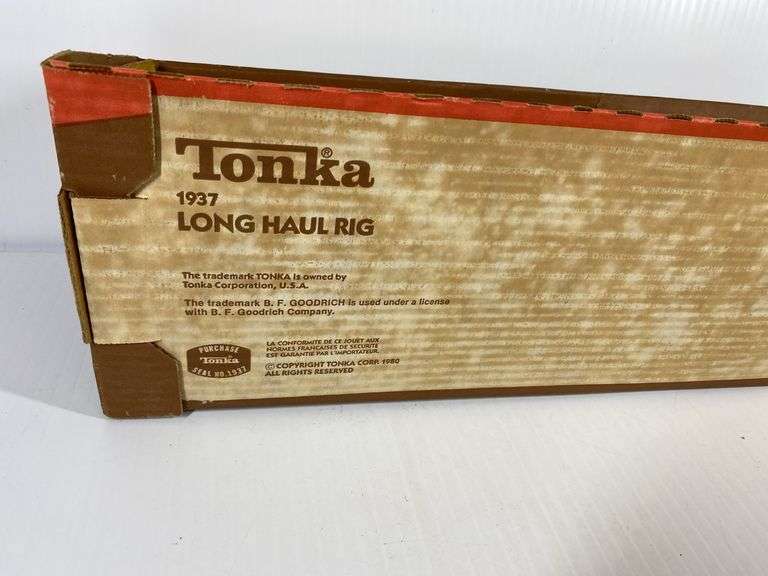 Tonka®
1937
LONG HAUL RIG
The trademark TONKA is owned by
Tonka Corporation, U.S.A.
The trademark B. F. GOODRICH is used under a license
with B. F. Goodrich Company.
PURCHASE
Tonka
SEAL NO. 1937
LA CONFORMITE DE CE JOUET AUX
NORMES FRANCAISES DE SECURITE
EST GARANTIE PAR L'IMPORTATEUR.
© COPYRIGHT TONKA CORP. 1980
ALL RIGHTS RESERVED